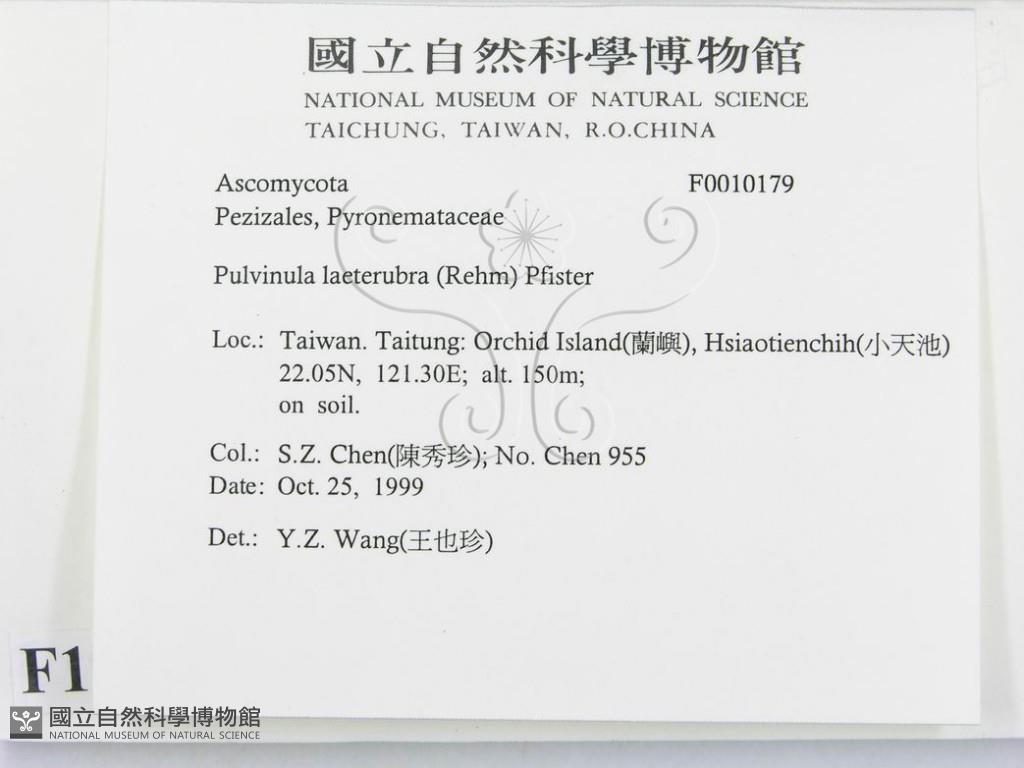 國立自然科學博物館
NATIONAL MUSEUM OF NATURAL SCIENCE
TAICHUNG, TAIWAN, R.O.CHINA
Ascomycota F0010179
Pezizales, Pyronemataceae
Pulvinula laeterubra (Rehm) Pfister
Loc.: Taiwan. Taitung: Orchid Island(蘭嶼), Hsiaotienchih(小天池)
22.05N, 121.30E; alt. 150m;
on soil.
Col.: S.Z. Chen(陳秀珍); No. Chen 955
Date: Oct. 25, 1999
Det.: Y.Z. Wang(王也珍)
F1
國立自然科學博物館
NATIONAL MUSEUM OF NATURAL SCIENCE